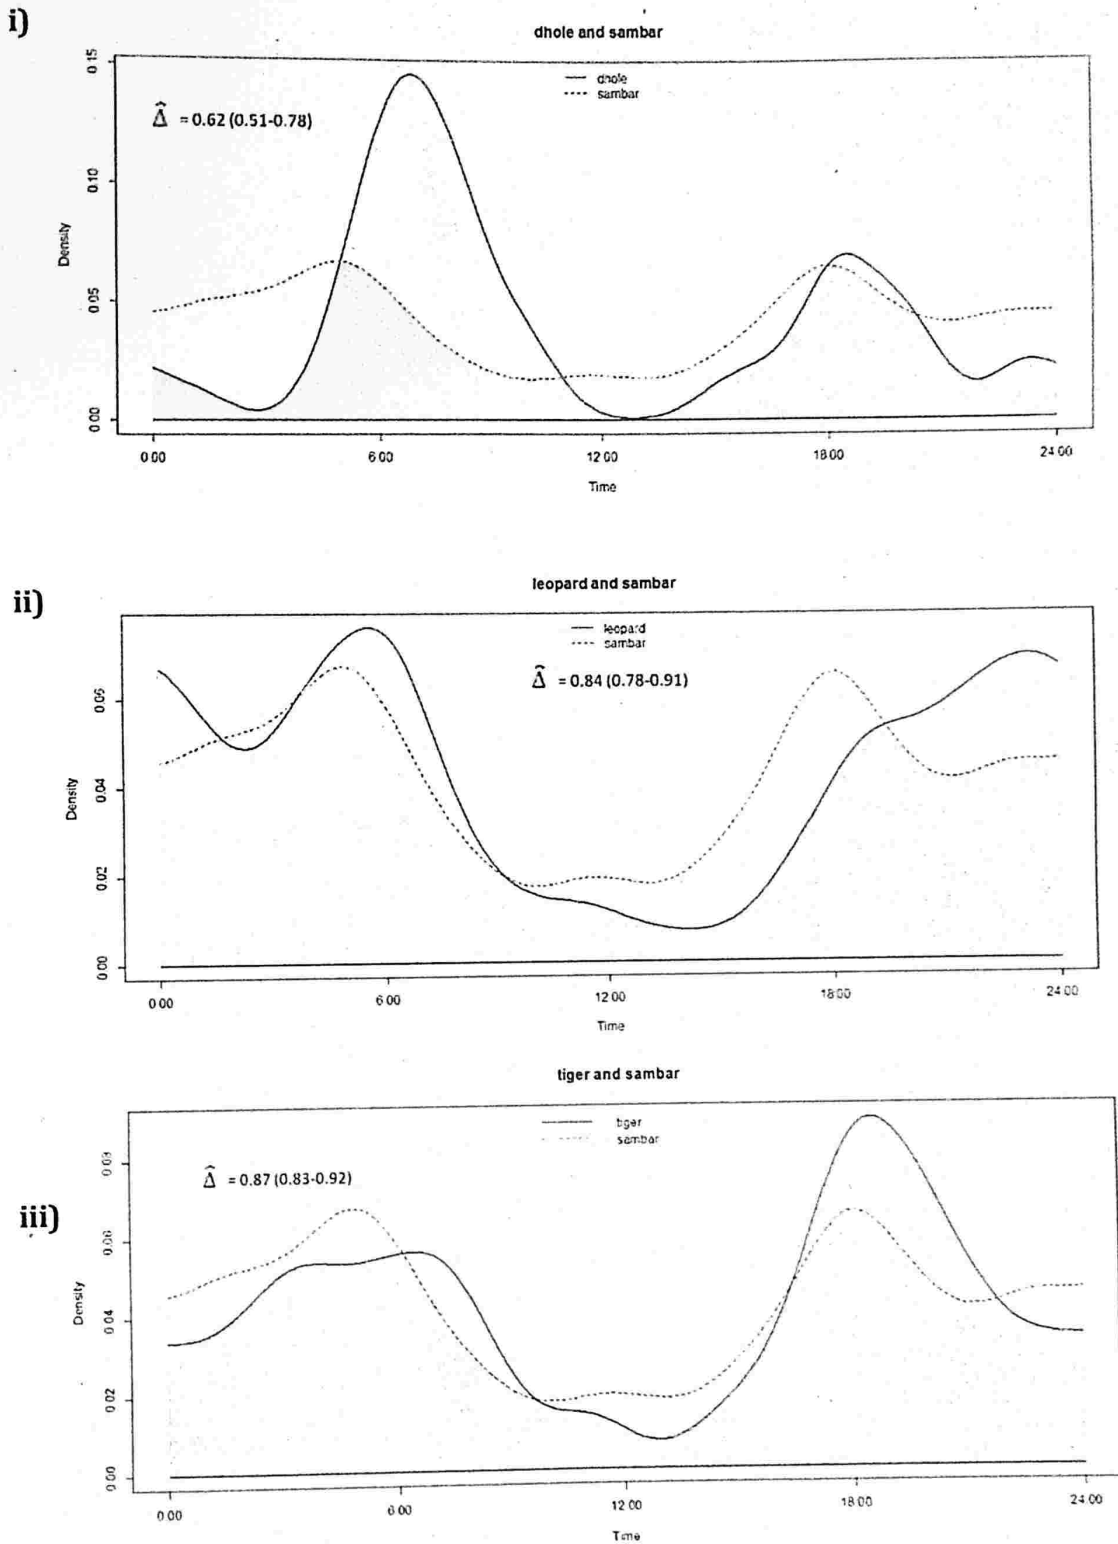 i)
dhole and sambar
dhole
sambar
Δ̂ = 0.62 (0.51-0.78)
0.15
0.10
0.05
0.00
Density
0 00
6 00
12 00
18 00
24 00
Time
ii)
leopard and sambar
leopard
sambar
Δ̂ = 0.84 (0.78-0.91)
0.06
0.04
0.02
0.00
Density
0 00
6 00
12 00
18 00
24 00
Time
tiger and sambar
tiger
sambar
Δ̂ = 0.87 (0.83-0.92)
iii)
0.08
0.06
0.04
0.02
0.00
Density
0.00
6 00
12 00
18 00
24 00
Time